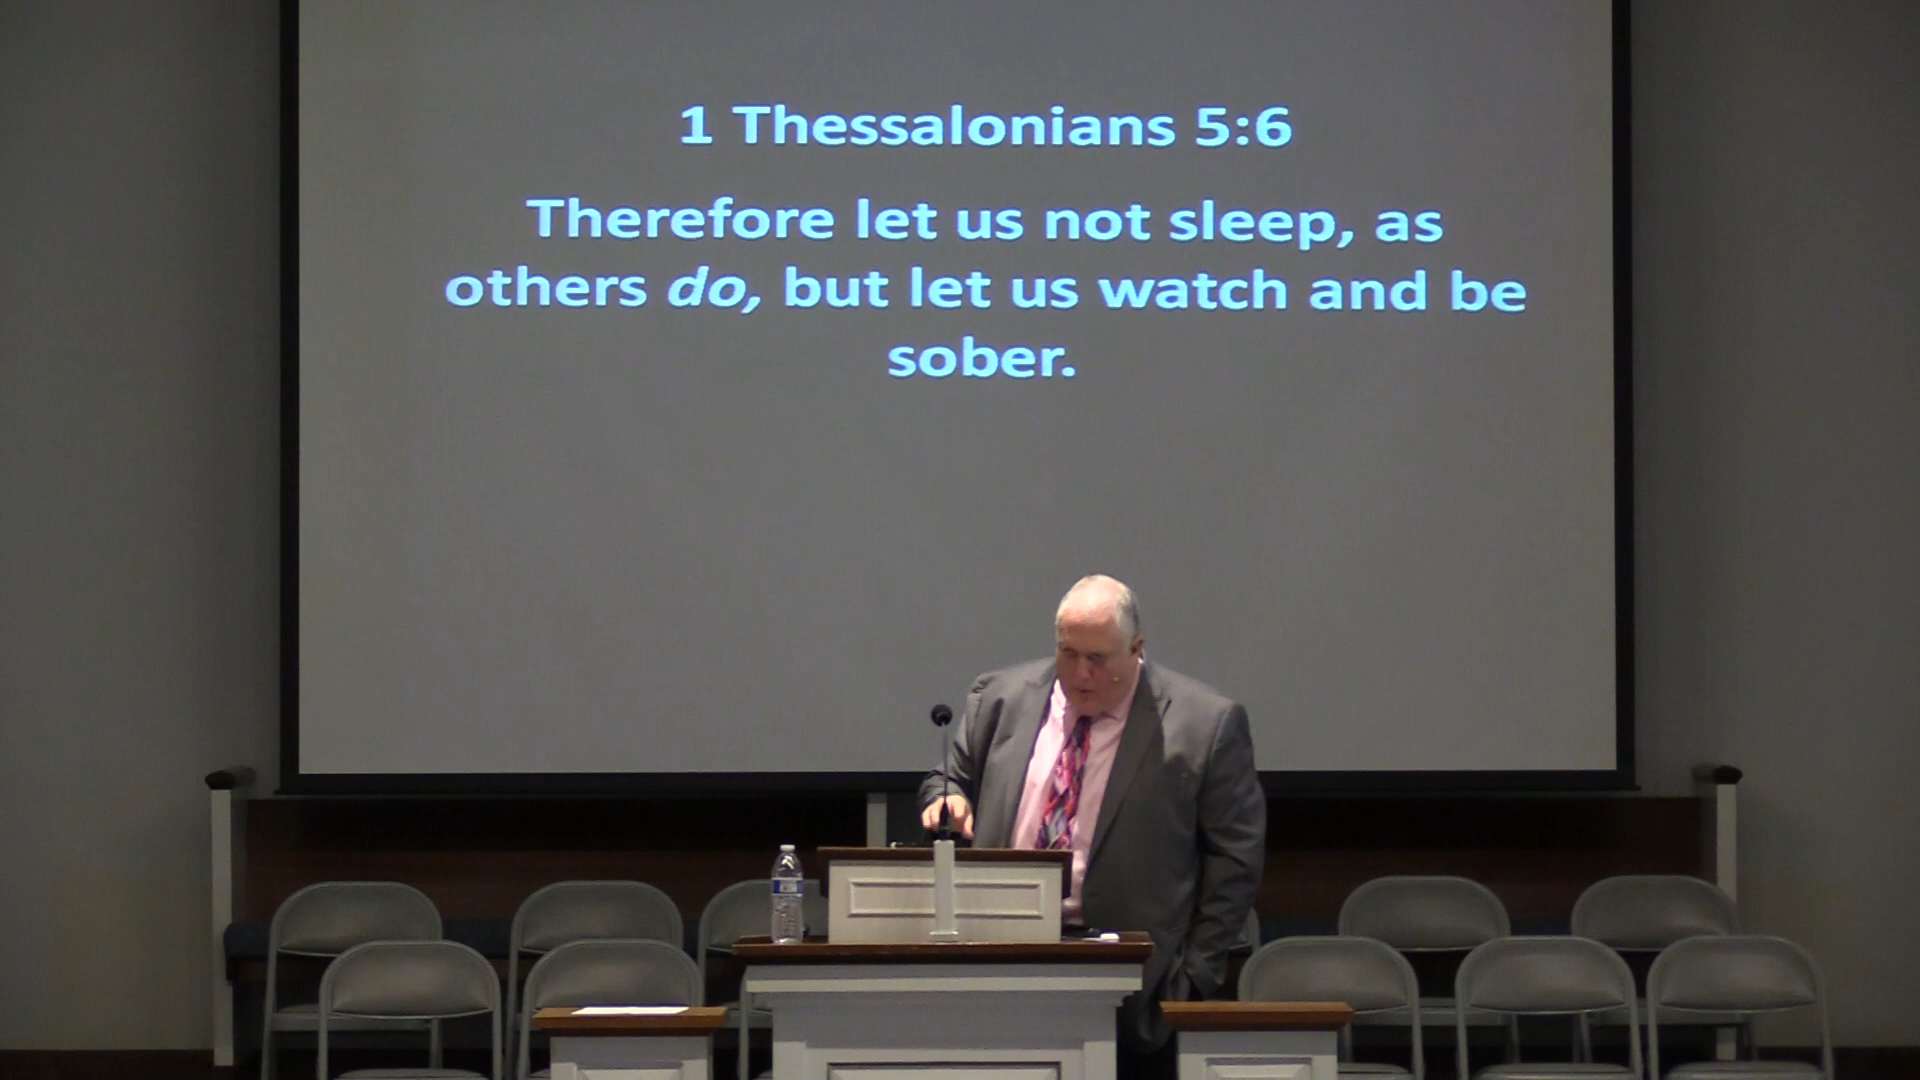 1 Thessalonians 5:6
Therefore let us not sleep, as
others do, but let us watch and be
sober.